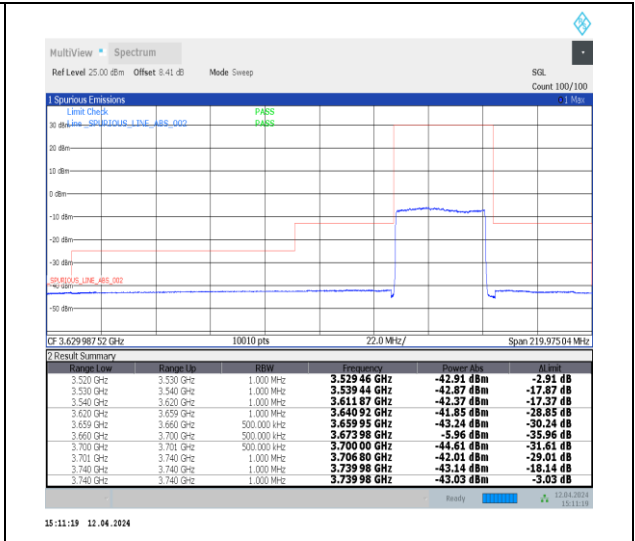 MultiView Spectrum
Ref Level 25.00 dBm Offset 8.41 dB Mode Sweep SGL
Count 100/100
1 Spurious Emissions 1 Max
Limit Check PASS
Line _SPURIOUS_LINE_ABS_002 PASS
30 dBm
20 dBm
10 dBm
0 dBm
-10 dBm
-20 dBm
-30 dBm
_SPURIOUS_LINE_ABS_002
-40 dBm
-50 dBm
CF 3.629 987 52 GHz 10010 pts 22.0 MHz/ Span 219.975 04 MHz
2 Result Summary
Range Low Range Up RBW Frequency Power Abs ΔLimit
3.520 GHz 3.530 GHz 1.000 MHz 3.529 46 GHz -42.91 dBm -2.91 dB
3.530 GHz 3.540 GHz 1.000 MHz 3.539 44 GHz -42.87 dBm -17.87 dB
3.540 GHz 3.620 GHz 1.000 MHz 3.611 87 GHz -42.37 dBm -17.37 dB
3.620 GHz 3.659 GHz 1.000 MHz 3.640 92 GHz -41.85 dBm -28.85 dB
3.659 GHz 3.660 GHz 500.000 kHz 3.659 95 GHz -43.24 dBm -30.24 dB
3.660 GHz 3.700 GHz 500.000 kHz 3.673 98 GHz -5.96 dBm -35.96 dB
3.700 GHz 3.701 GHz 500.000 kHz 3.700 00 GHz -44.61 dBm -31.61 dB
3.701 GHz 3.740 GHz 1.000 MHz 3.706 80 GHz -42.01 dBm -29.01 dB
3.740 GHz 3.740 GHz 1.000 MHz 3.739 98 GHz -43.14 dBm -18.14 dB
3.740 GHz 3.740 GHz 1.000 MHz 3.739 98 GHz -43.03 dBm -3.03 dB
Ready 12.04.2024
15:11:19
15:11:19 12.04.2024